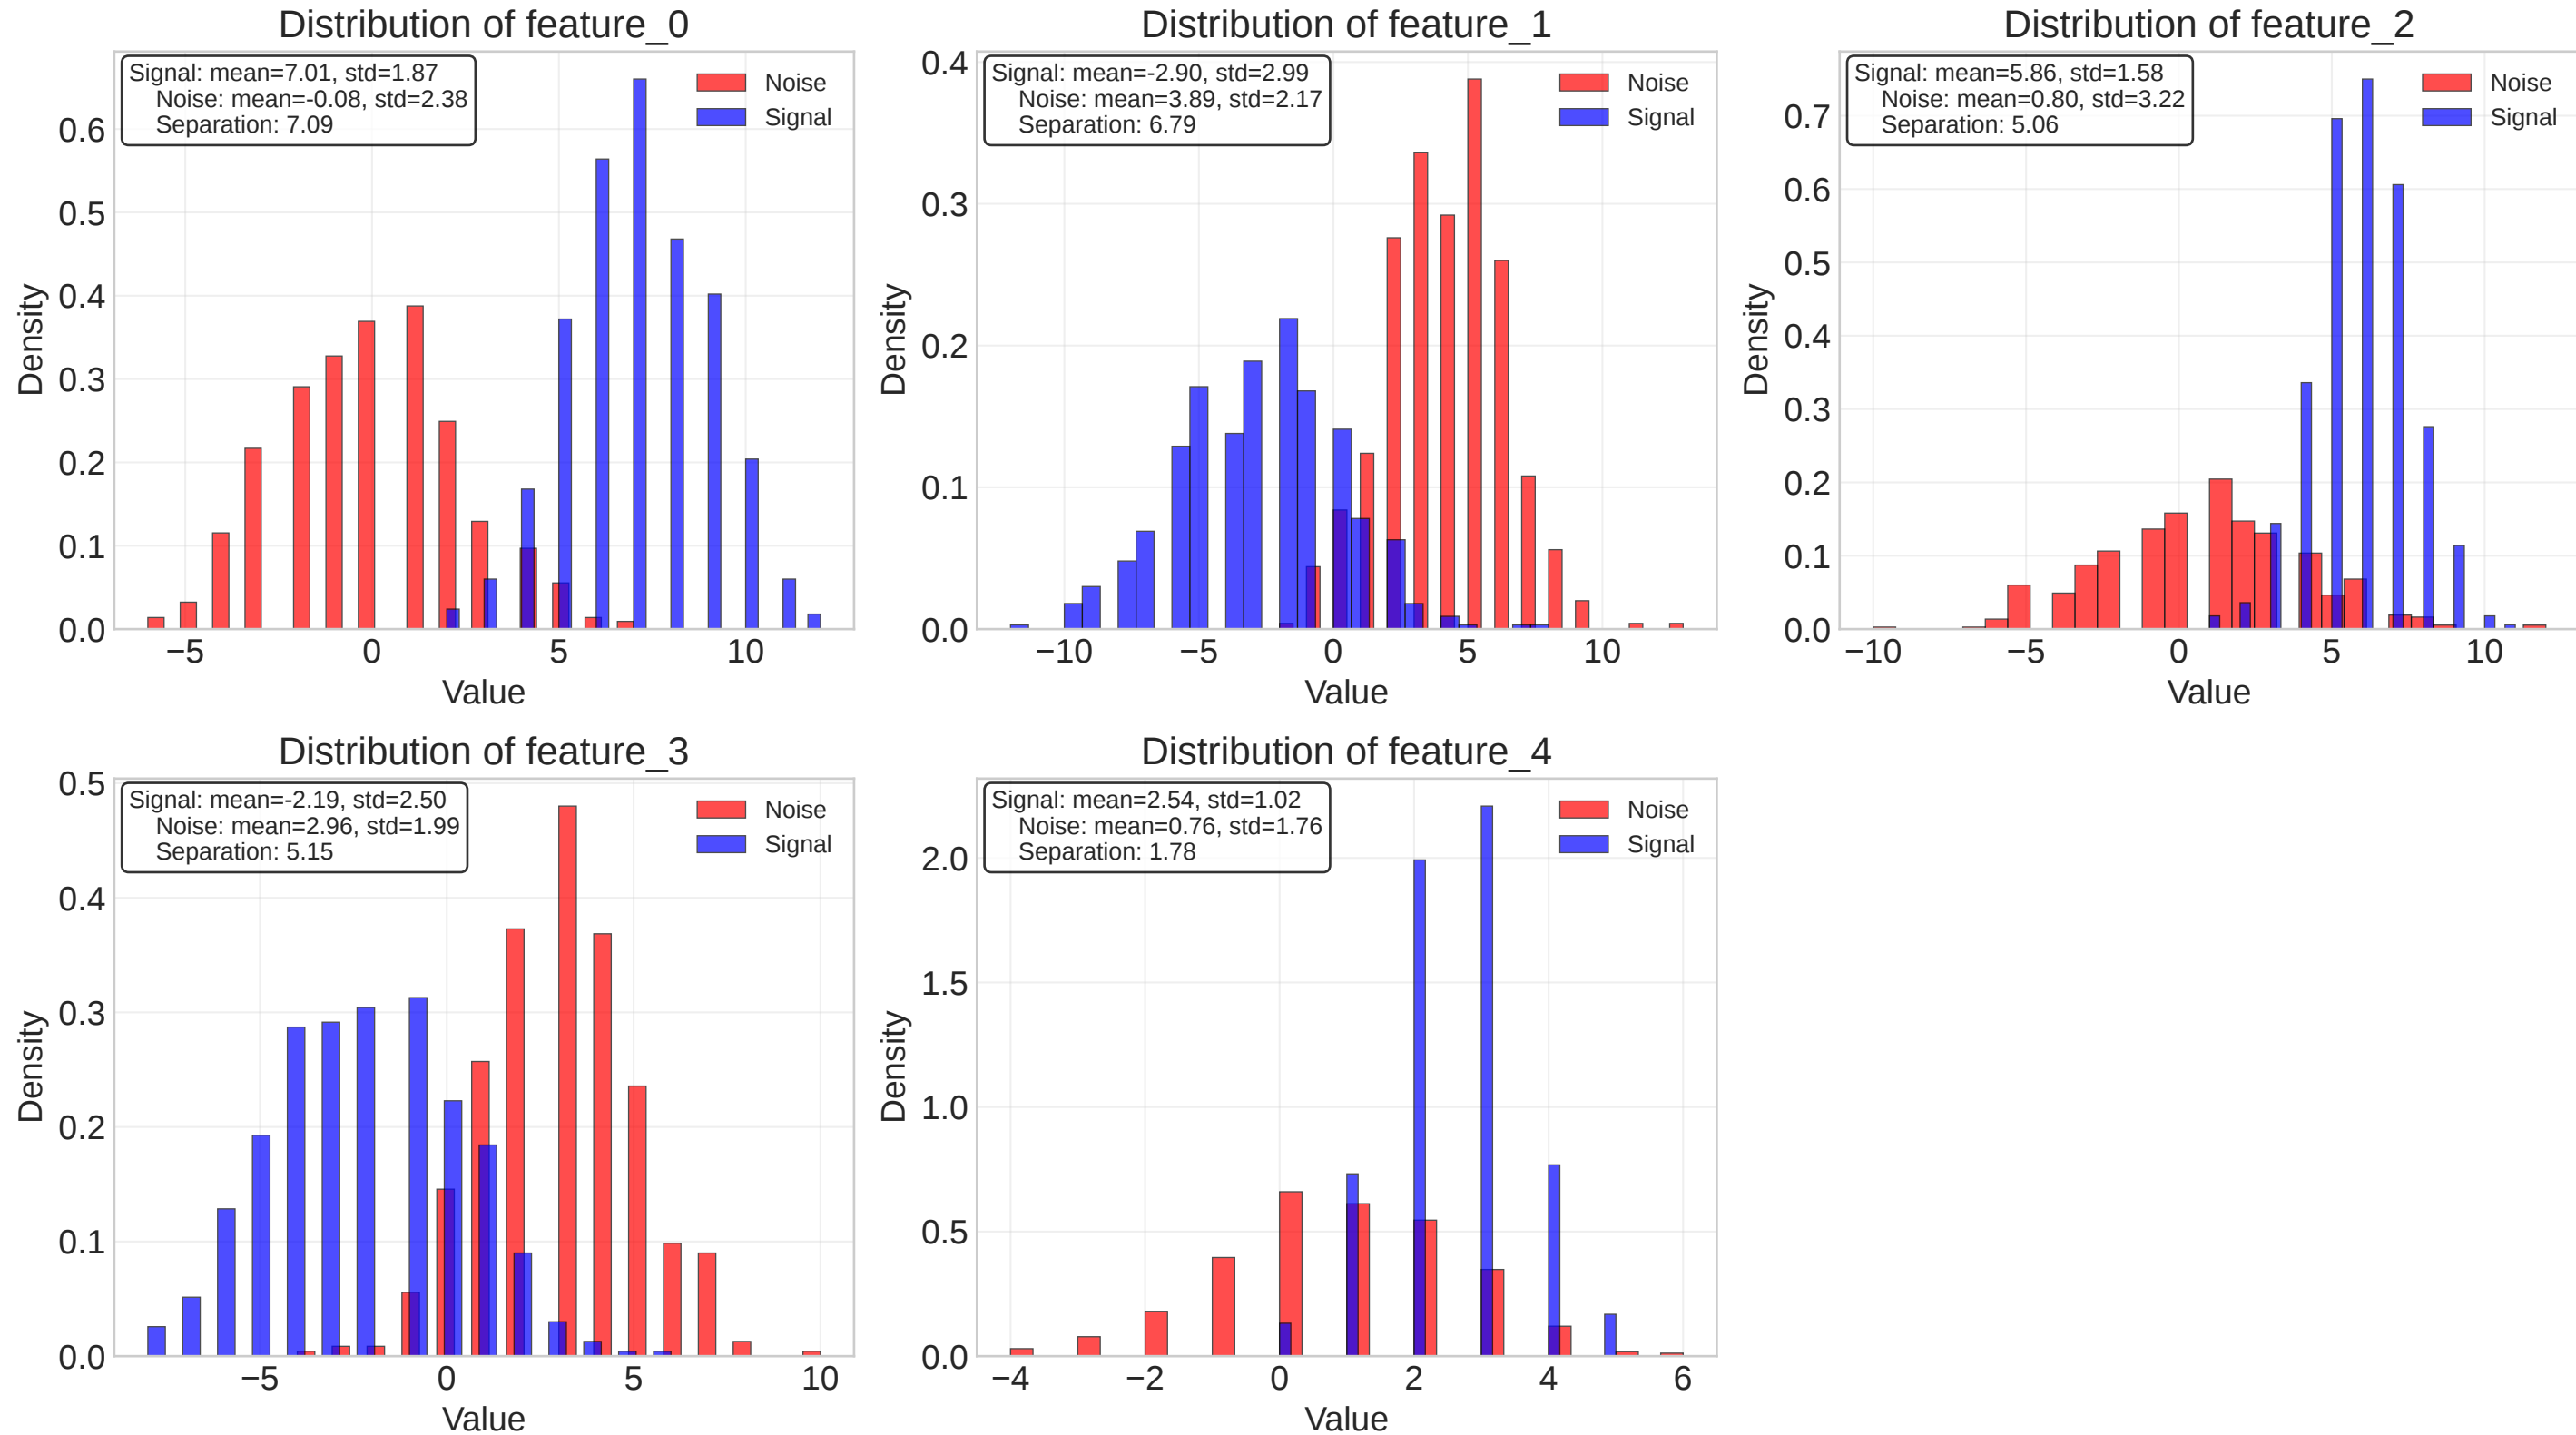 Distribution of feature_0
Signal: mean=7.01, std=1.87
Noise: mean=-0.08, std=2.38
Separation: 7.09
Noise
Signal
0.6
0.5
0.4
0.3
0.2
0.1
0.0
Density
−5
0
5
10
Value
Distribution of feature_1
Signal: mean=-2.90, std=2.99
Noise: mean=3.89, std=2.17
Separation: 6.79
Noise
Signal
0.4
0.3
0.2
0.1
0.0
Density
−10
−5
0
5
10
Value
Distribution of feature_2
Signal: mean=5.86, std=1.58
Noise: mean=0.80, std=3.22
Separation: 5.06
Noise
Signal
0.7
0.6
0.5
0.4
0.3
0.2
0.1
0.0
Density
−10
−5
0
5
10
Value
Distribution of feature_3
Signal: mean=-2.19, std=2.50
Noise: mean=2.96, std=1.99
Separation: 5.15
Noise
Signal
0.5
0.4
0.3
0.2
0.1
0.0
Density
−5
0
5
10
Value
Distribution of feature_4
Signal: mean=2.54, std=1.02
Noise: mean=0.76, std=1.76
Separation: 1.78
Noise
Signal
2.0
1.5
1.0
0.5
0.0
Density
−4
−2
0
2
4
6
Value